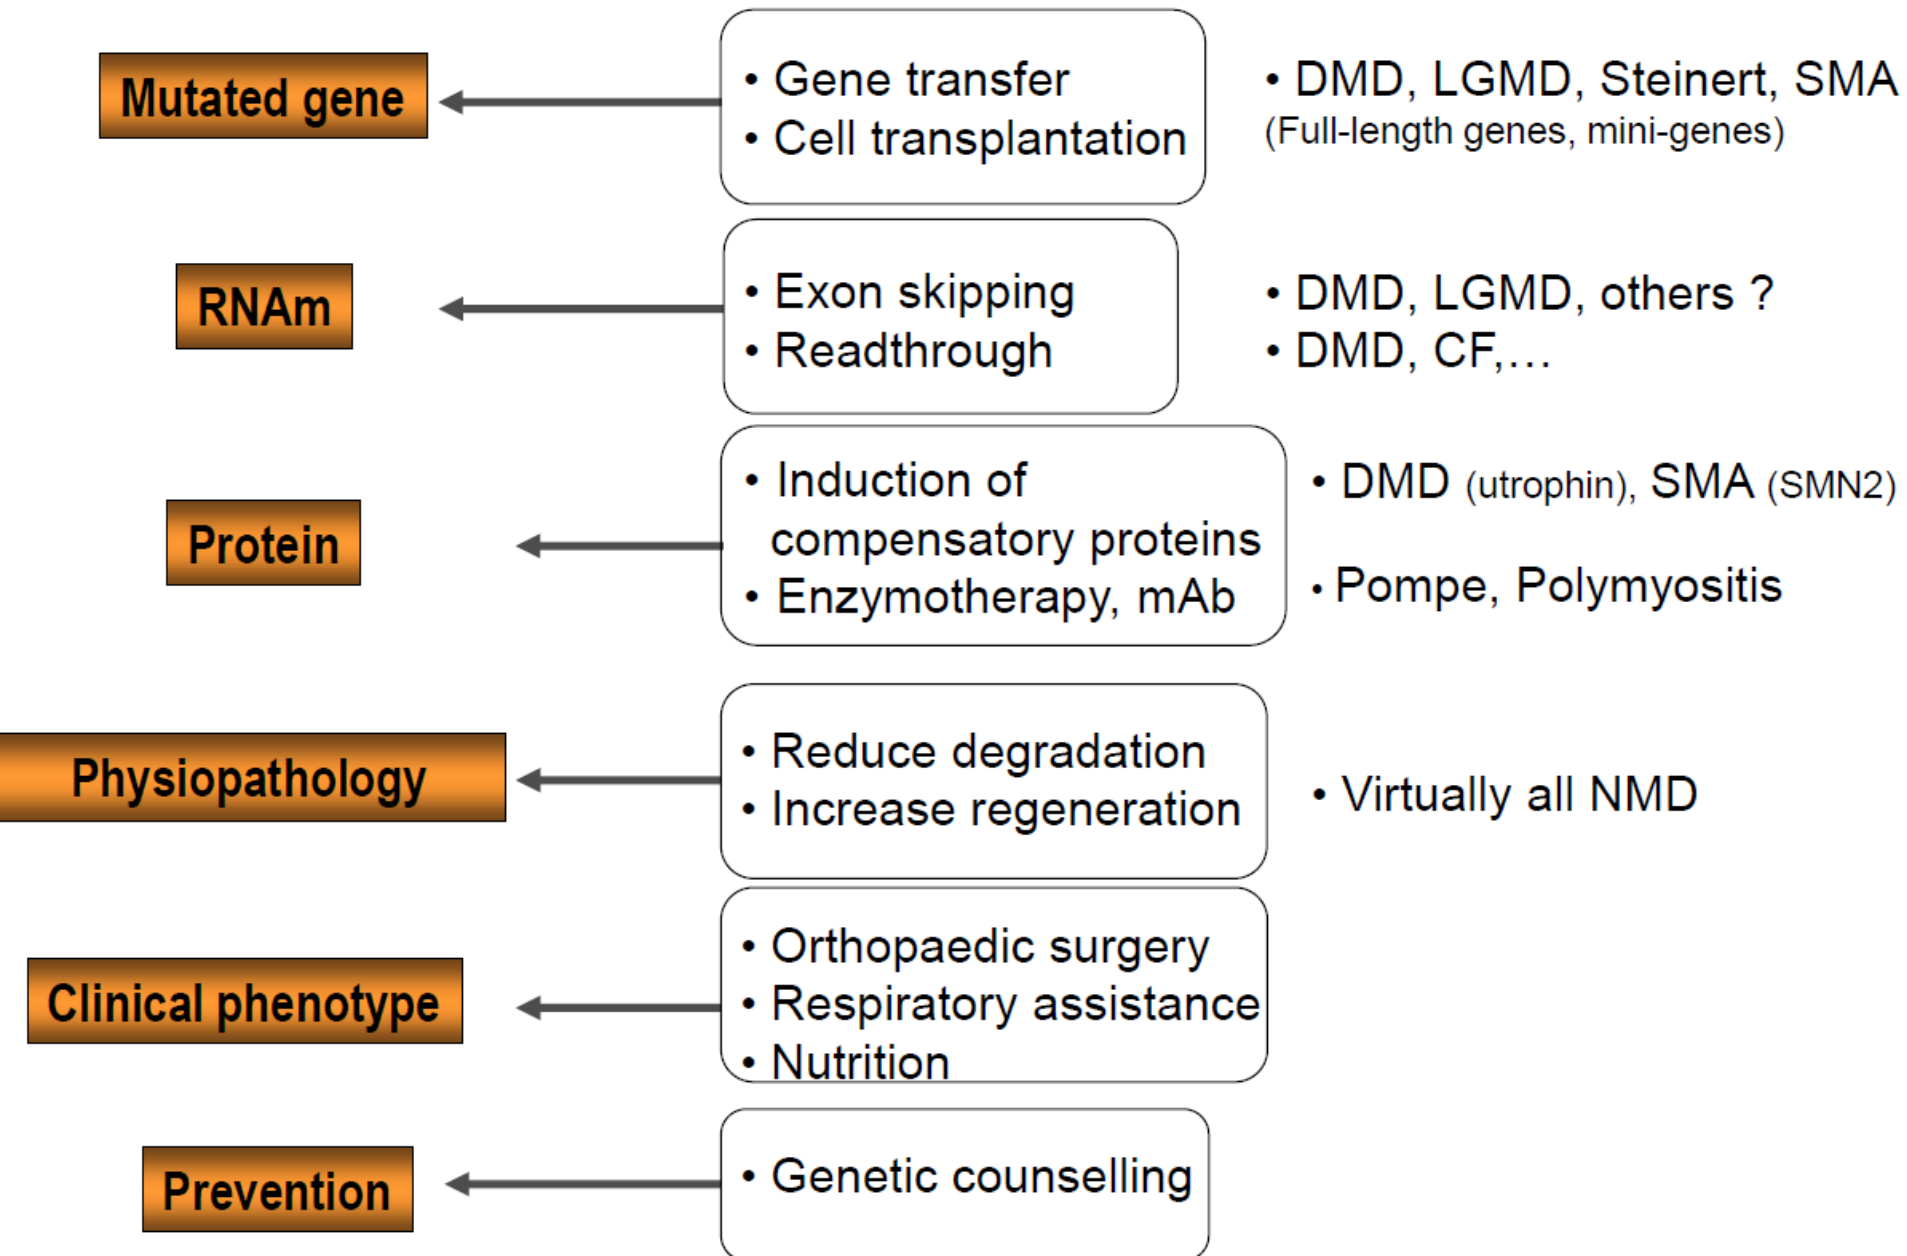 Mutated gene
• Gene transfer
• Cell transplantation
• DMD, LGMD, Steinert, SMA
(Full-length genes, mini-genes)
RNAm
• Exon skipping
• Readthrough
• DMD, LGMD, others ?
• DMD, CF,…
Protein
• Induction of
compensatory proteins
• Enzymotherapy, mAb
• DMD (utrophin), SMA (SMN2)
• Pompe, Polymyositis
Physiopathology
• Reduce degradation
• Increase regeneration
• Virtually all NMD
Clinical phenotype
• Orthopaedic surgery
• Respiratory assistance
• Nutrition
Prevention
• Genetic counselling